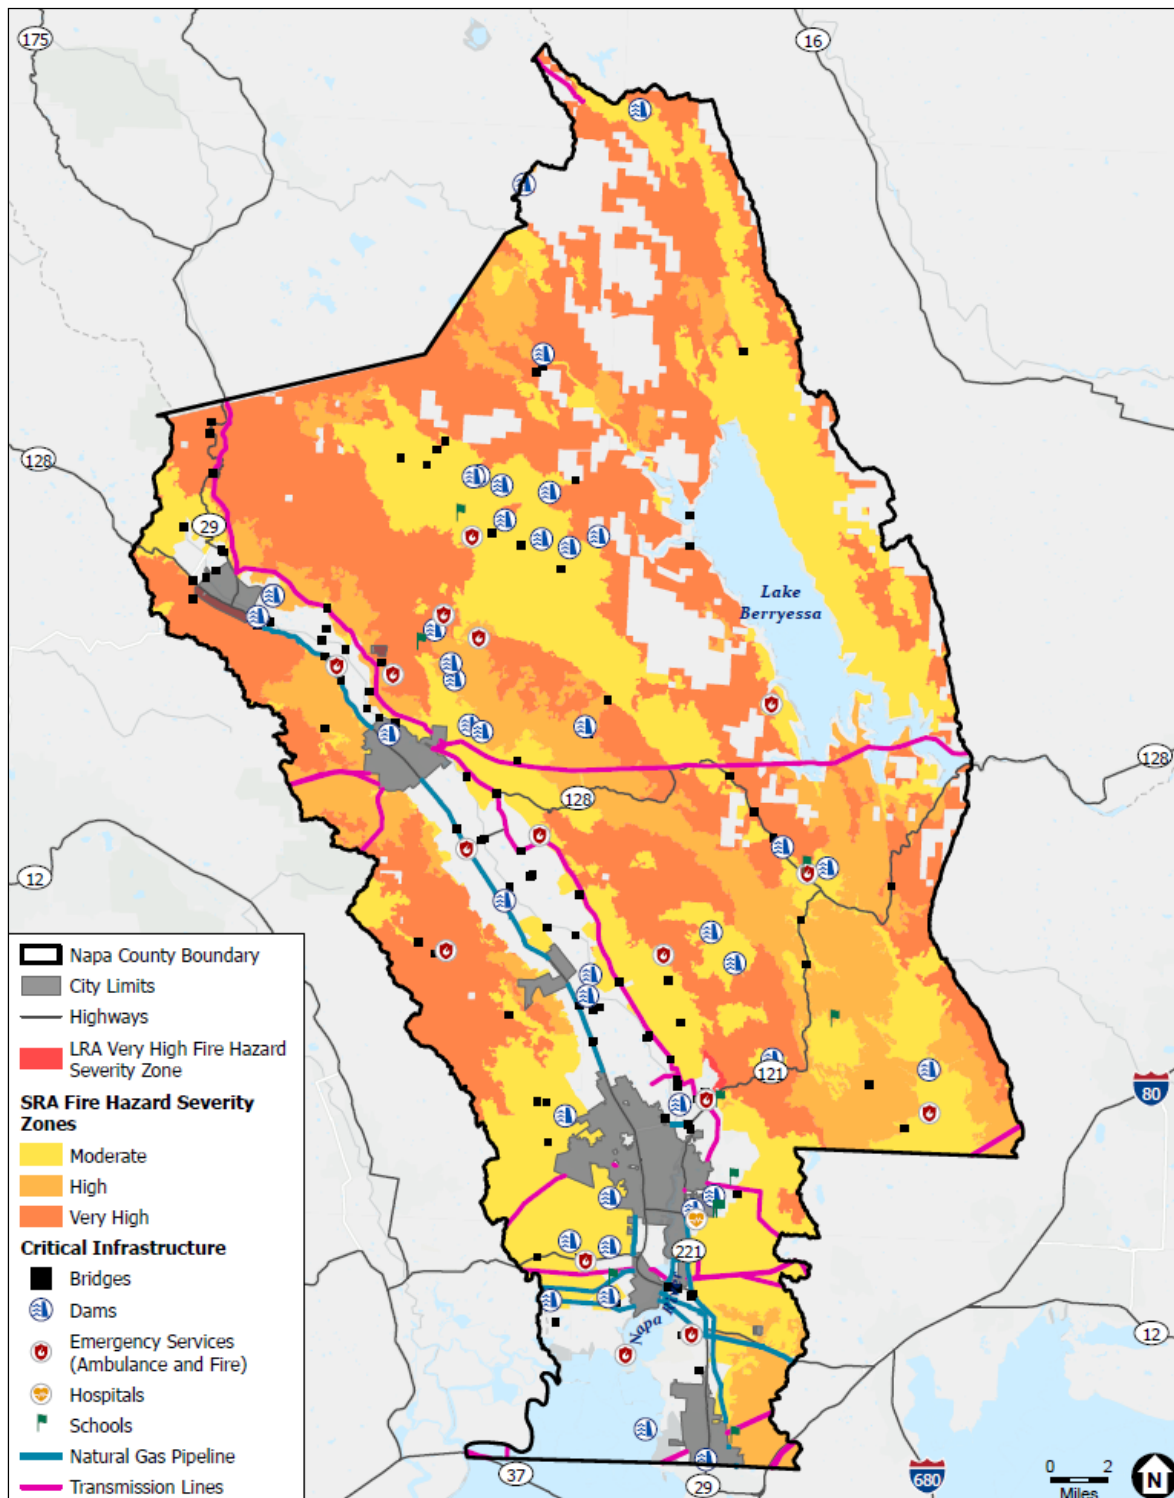 175
16
128
29
Lake
Berryessa
128
128
12
121
80
221
Napa River
12
37
29
680
Napa County Boundary
City Limits
Highways
LRA Very High Fire Hazard
Severity Zone
SRA Fire Hazard Severity
Zones
Moderate
High
Very High
Critical Infrastructure
Bridges
Dams
Emergency Services
(Ambulance and Fire)
Hospitals
Schools
Natural Gas Pipeline
Transmission Lines
0 2
Miles
N